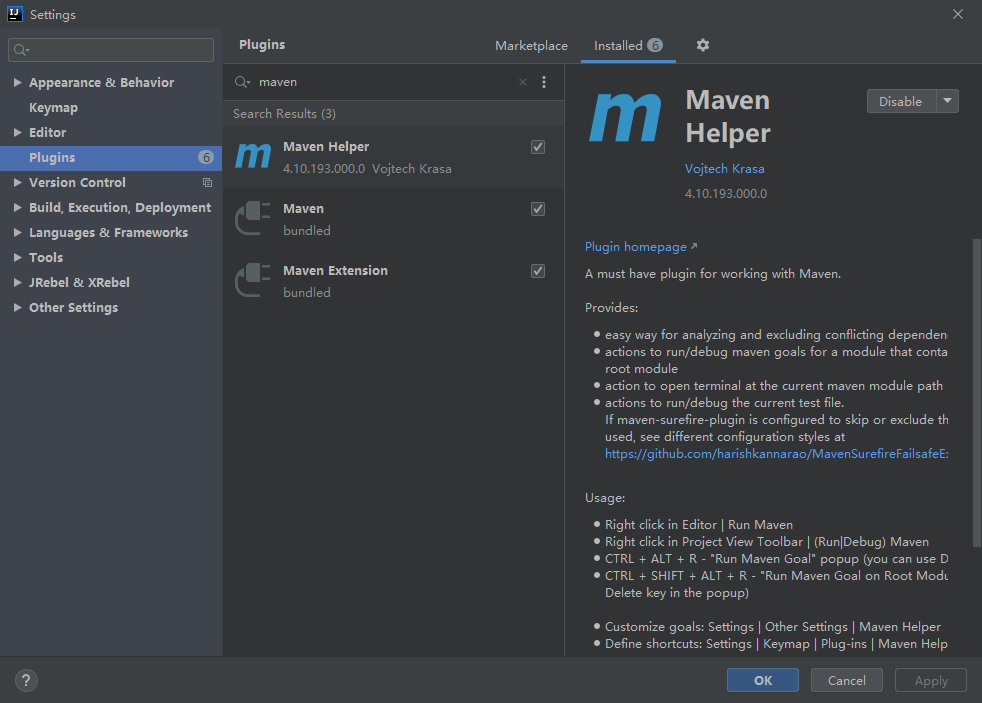 Settings
Plugins
Marketplace
Installed 6
maven
Appearance & Behavior
Keymap
Editor
Plugins 6
Version Control
Build, Execution, Deployment
Languages & Frameworks
Tools
JRebel & XRebel
Other Settings
Search Results (3)
Maven Helper
4.10.193.000.0 Vojtech Krasa
Maven
bundled
Maven Extension
bundled
m
Maven
Helper
Disable
Vojtech Krasa
4.10.193.000.0
Plugin homepage
A must have plugin for working with Maven.
Provides:
easy way for analyzing and excluding conflicting dependen
actions to run/debug maven goals for a module that conta
root module
action to open terminal at the current maven module path
actions to run/debug the current test file.
If maven-surefire-plugin is configured to skip or exclude th
used, see different configuration styles at
https://github.com/harishkannarao/MavenSurefireFailsafeEx
Usage:
Right click in Editor | Run Maven
Right click in Project View Toolbar | (Run|Debug) Maven
CTRL + ALT + R - "Run Maven Goal" popup (you can use D
CTRL + SHIFT + ALT + R - "Run Maven Goal on Root Modu
Delete key in the popup)
Customize goals: Settings | Other Settings | Maven Helper
Define shortcuts: Settings | Keymap | Plug-ins | Maven Help
?
OK
Cancel
Apply